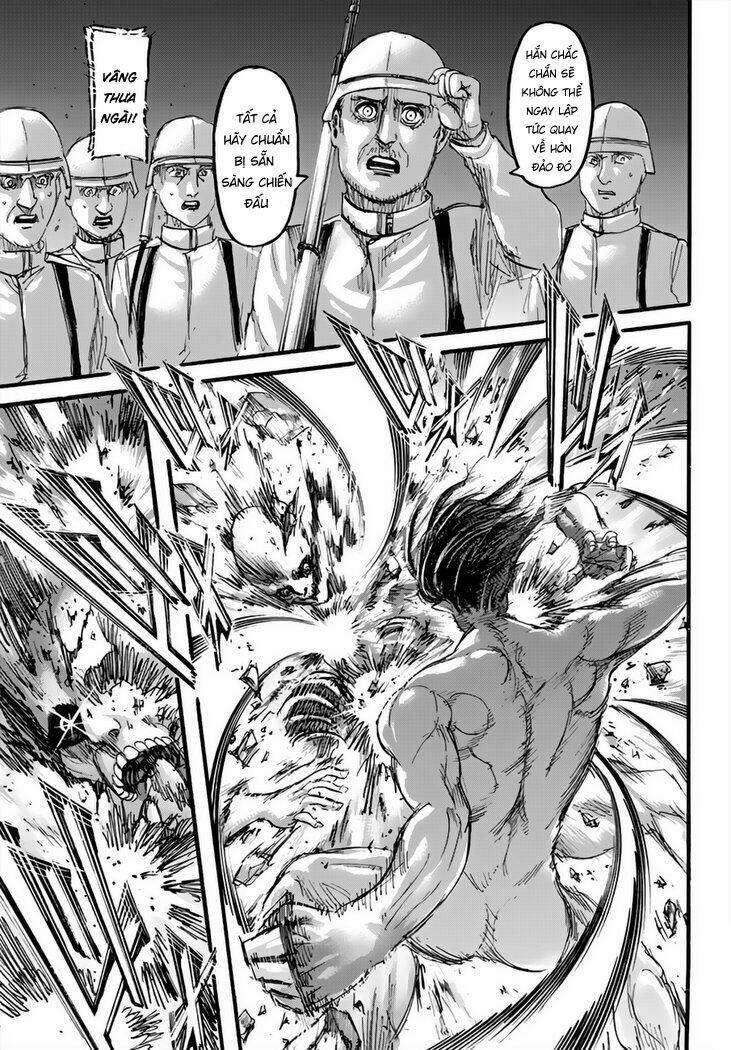 HẮN CHẮC
CHẮN SẼ
KHÔNG THỂ
NGAY LẬP
TỨC QUAY
VỀ HÒN
ĐẢO ĐÓ
TẤT CẢ
HÃY CHUẨN
BỊ SẴN
SÀNG CHIẾN
ĐẤU
VÂNG
THƯA
NGÀI!